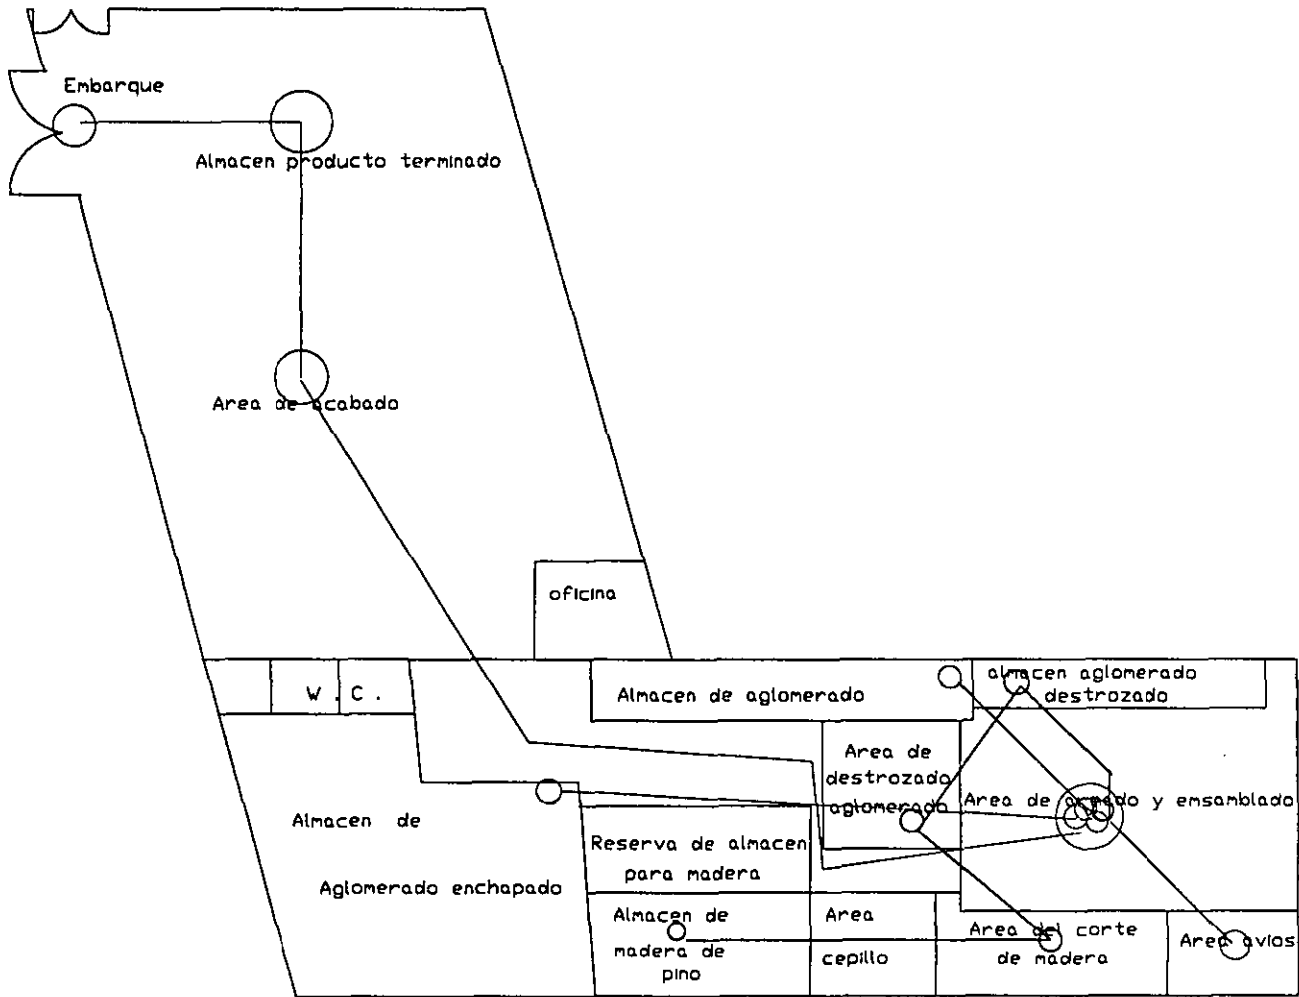 Embarque
Almacen producto terminado
Area de acabado
oficina
W.C.
Almacen de aglomerado
almacen aglomerado
destrozado
Area de
destrozado
aglomerado
Area de armado y emsamblado
Almacen de
Aglomerado enchapado
Reserva de almacen
para madera
Almacen de
madera de
pino
Area
cepillo
Area del corte
de madera
Area avios